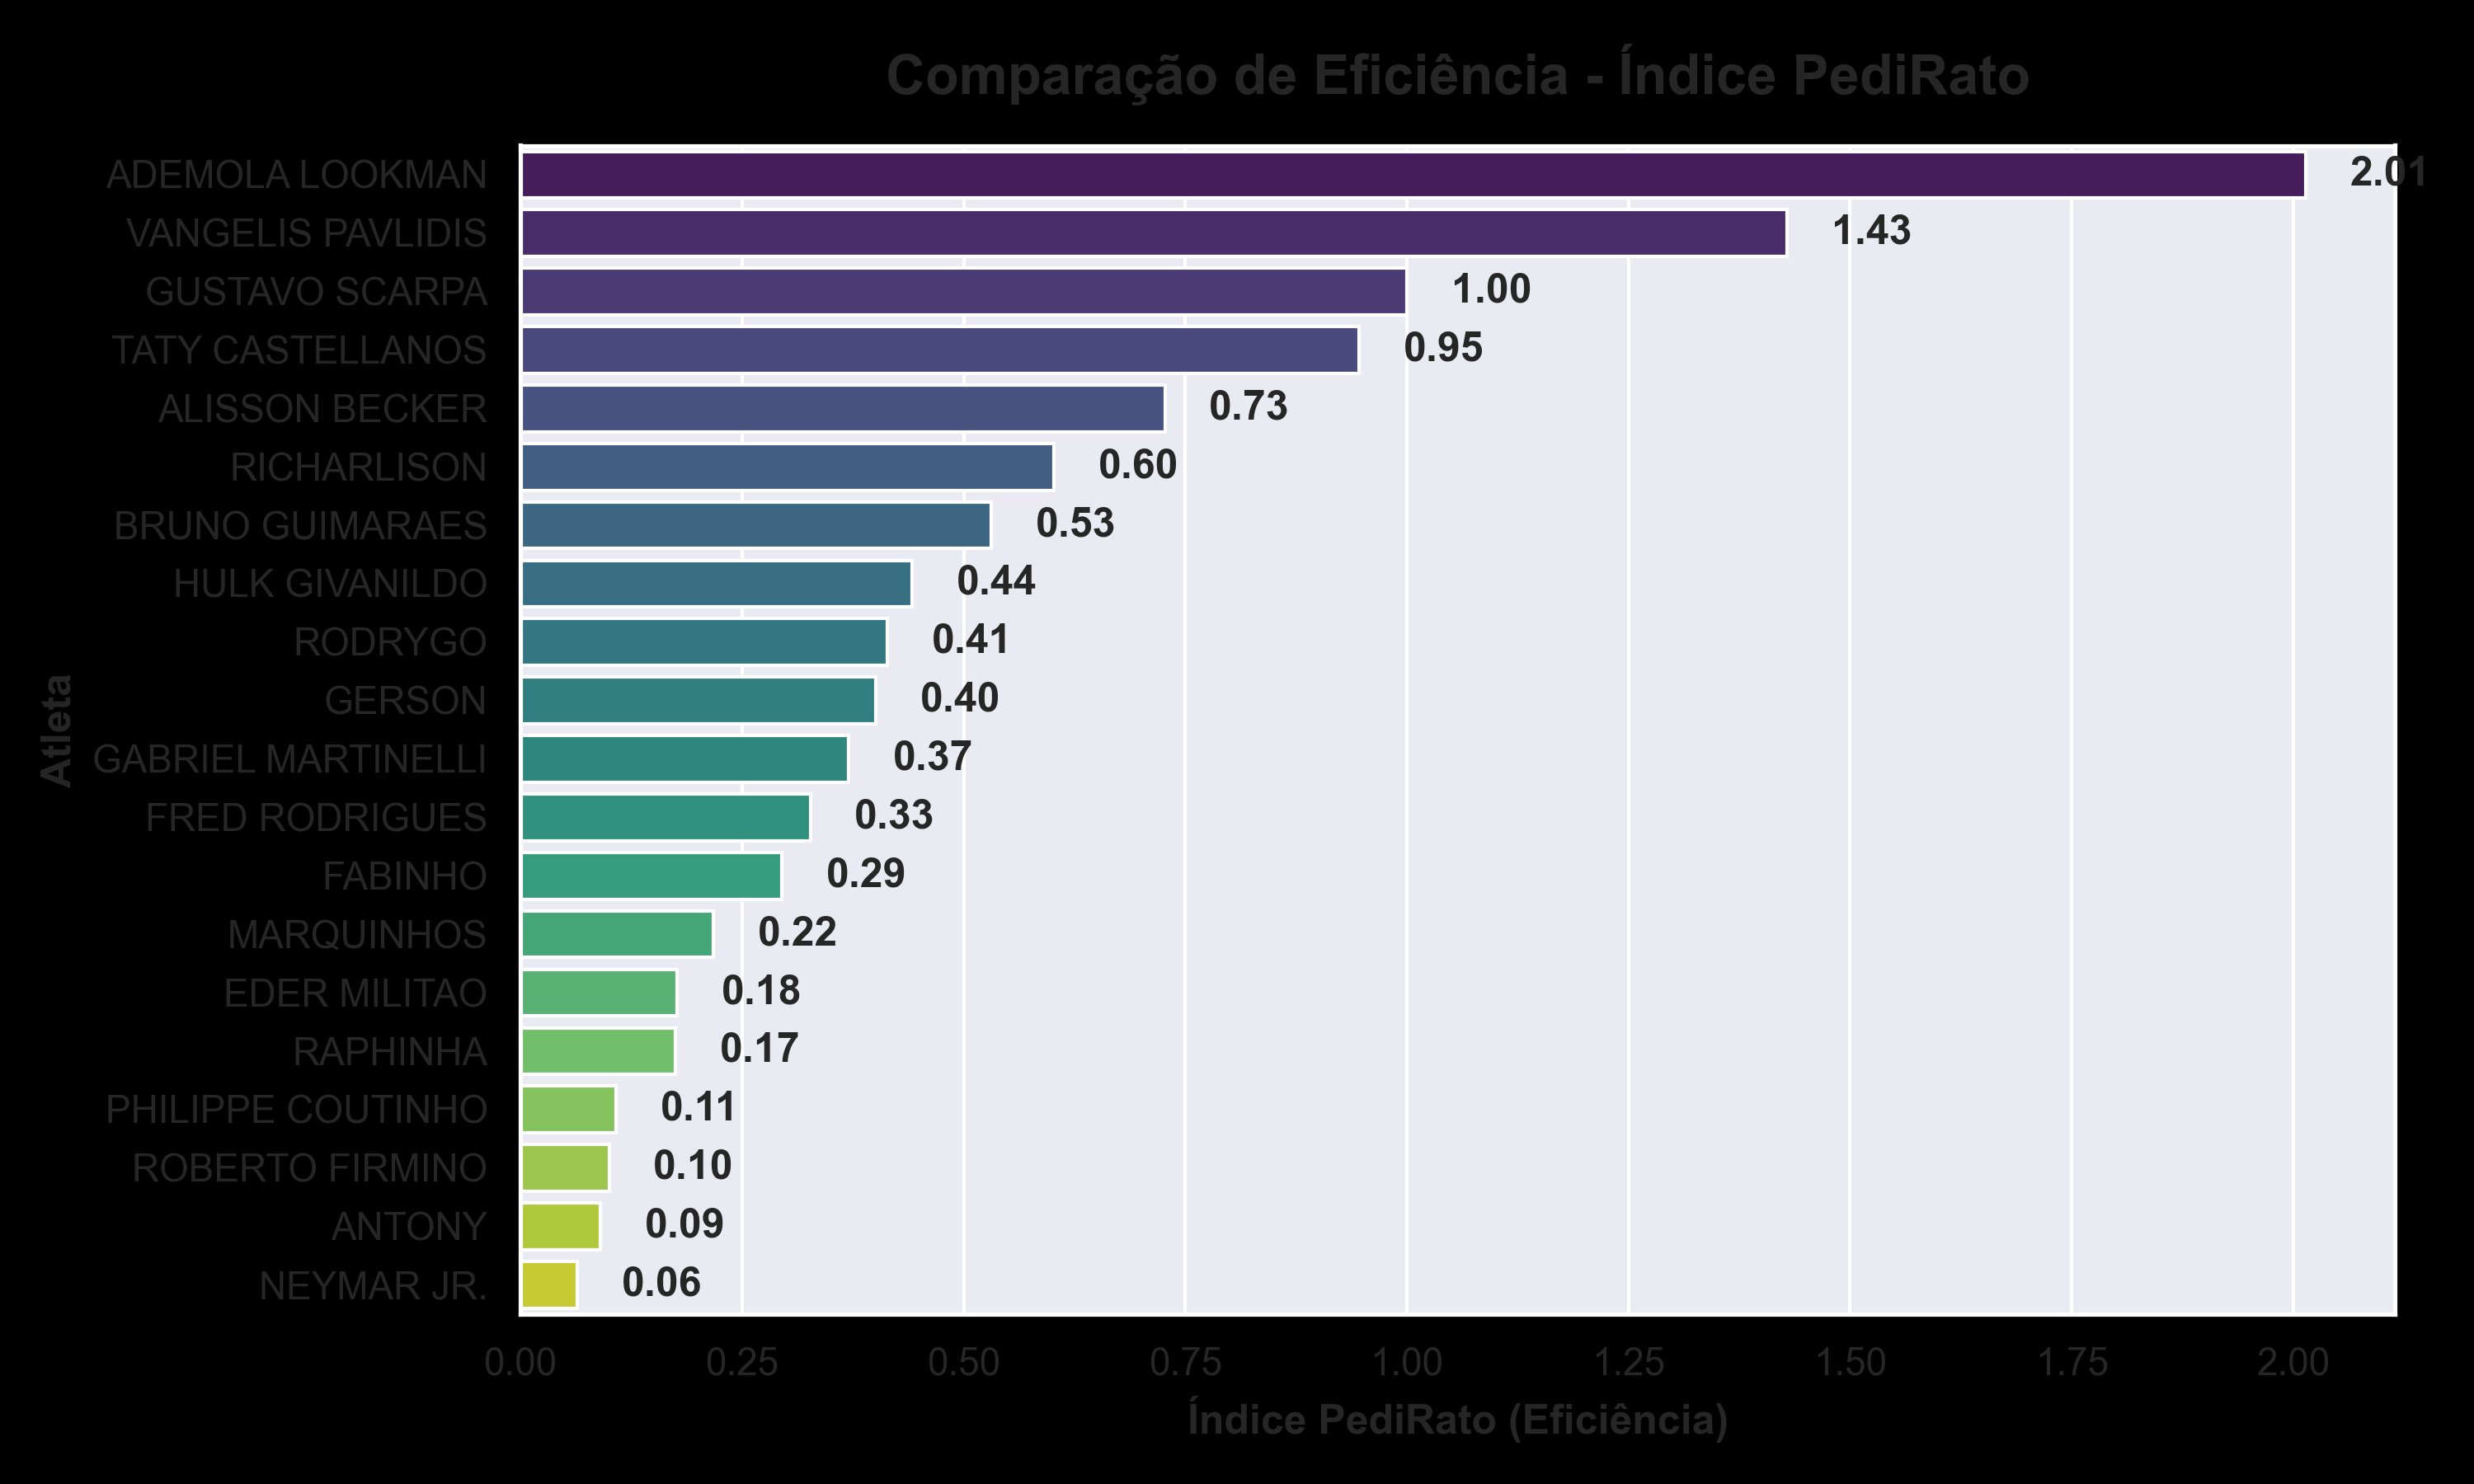 Comparação de Eficiência - Índice PediRato
ADEMOLA LOOKMAN 2.01
VANGELIS PAVLIDIS 1.43
GUSTAVO SCARPA 1.00
TATY CASTELLANOS 0.95
ALISSON BECKER 0.73
RICHARLISON 0.60
BRUNO GUIMARAES 0.53
HULK GIVANILDO 0.44
RODRYGO 0.41
GERSON 0.40
GABRIEL MARTINELLI 0.37
FRED RODRIGUES 0.33
FABINHO 0.29
MARQUINHOS 0.22
EDER MILITAO 0.18
RAPHINHA 0.17
PHILIPPE COUTINHO 0.11
ROBERTO FIRMINO 0.10
ANTONY 0.09
NEYMAR JR. 0.06
Atleta
0.00 0.25 0.50 0.75 1.00 1.25 1.50 1.75 2.00
Índice PediRato (Eficiência)